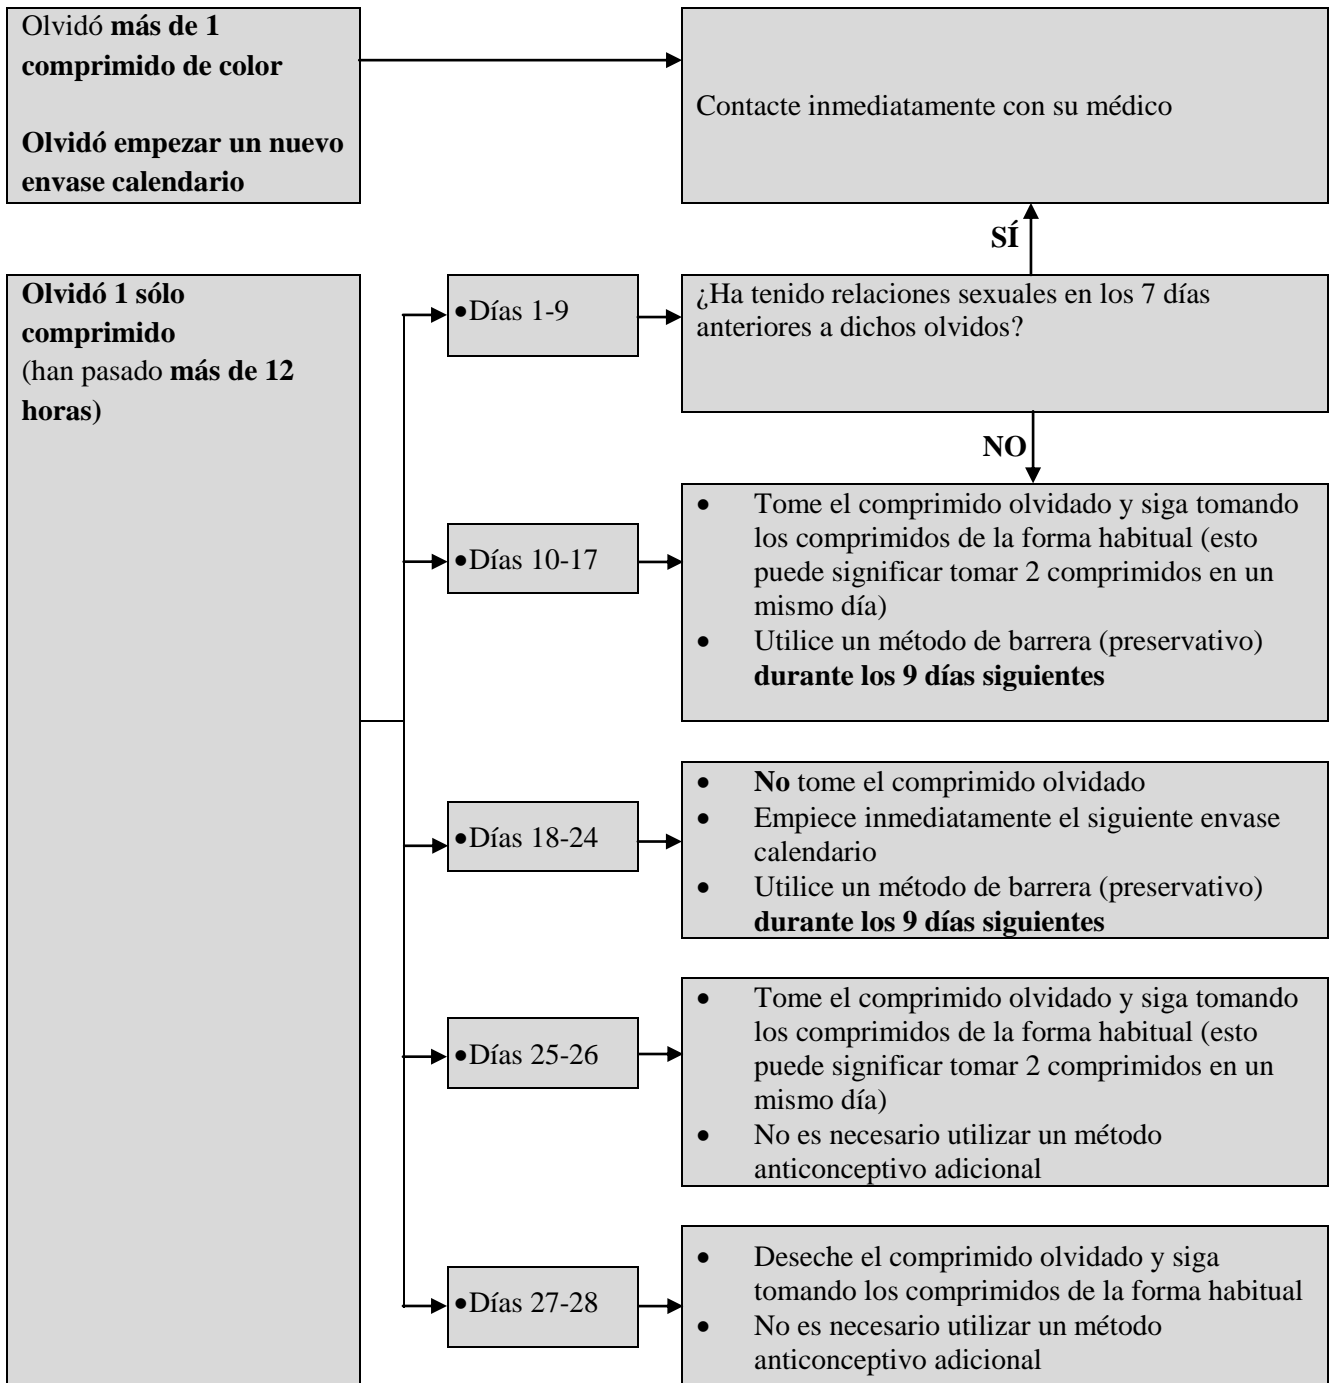 Olvidó más de 1
comprimido de color
Olvidó empezar un nuevo
envase calendario
Contacte inmediatamente con su médico
SÍ
Olvidó 1 sólo
comprimido
(han pasado más de 12
horas)
•Días 1-9
¿Ha tenido relaciones sexuales en los 7 días
anteriores a dichos olvidos?
NO
•Días 10-17
• Tome el comprimido olvidado y siga tomando
los comprimidos de la forma habitual (esto
puede significar tomar 2 comprimidos en un
mismo día)
• Utilice un método de barrera (preservativo)
durante los 9 días siguientes
•Días 18-24
• No tome el comprimido olvidado
• Empiece inmediatamente el siguiente envase
calendario
• Utilice un método de barrera (preservativo)
durante los 9 días siguientes
•Días 25-26
• Tome el comprimido olvidado y siga tomando
los comprimidos de la forma habitual (esto
puede significar tomar 2 comprimidos en un
mismo día)
• No es necesario utilizar un método
anticonceptivo adicional
•Días 27-28
• Deseche el comprimido olvidado y siga
tomando los comprimidos de la forma habitual
• No es necesario utilizar un método
anticonceptivo adicional